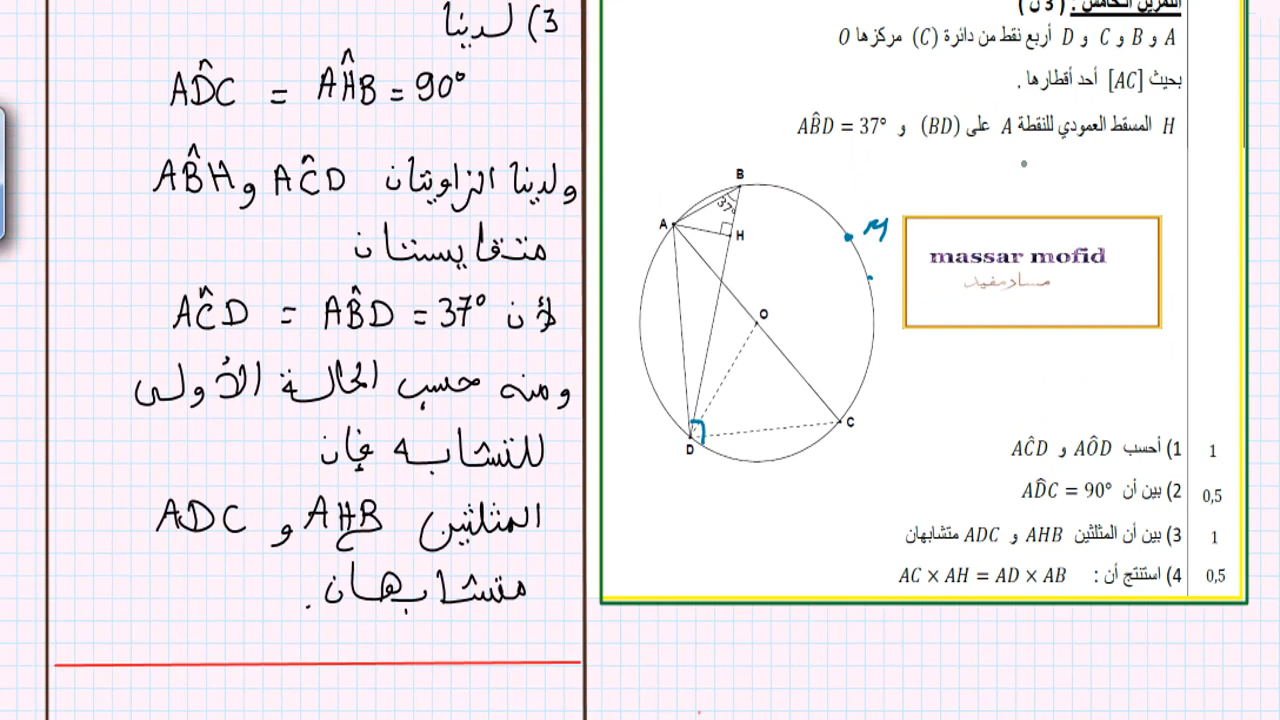 3) لدينا
AD̂C = AĤB = 90°
ولدينا الزاويتان AĈD و AB̂H
متقايستان
لأن AĈD = AB̂D = 37°
ومنه حسب الحالة الأولى
للتشابه فإن
المثلثين AHB و ADC
متشابهان.
التمرين الخامس : ( 3 ن )
A و B و C و D أربع نقط من دائرة (C) مركزها O
بحيث [AC] أحد أقطارها .
H المسقط العمودي للنقطة A على (BD) و AB̂D = 37°
B
37°
A
H
M
O
C
D
massar mofid
مسار مفيد
1) أحسب AÔD و AĈD 1
2) بين أن AD̂C = 90° 0,5
3) بين أن المثلثين AHB و ADC متشابهان 1
4) استنتج أن : AC × AH = AD × AB 0,5